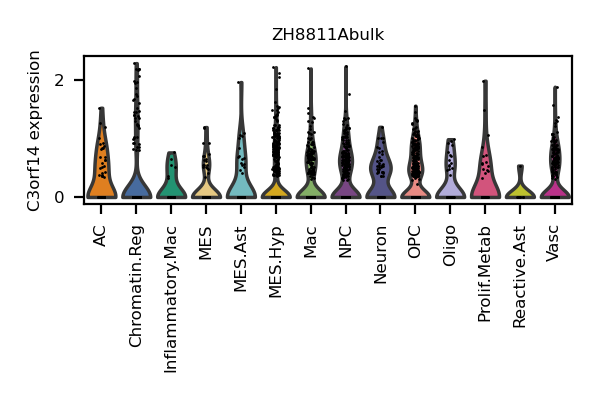 ZH8811Abulk
C3orf14 expression
2
0
AC
Chromatin.Reg
Inflammatory.Mac
MES
MES.Ast
MES.Hyp
Mac
NPC
Neuron
OPC
Oligo
Prolif.Metab
Reactive.Ast
Vasc